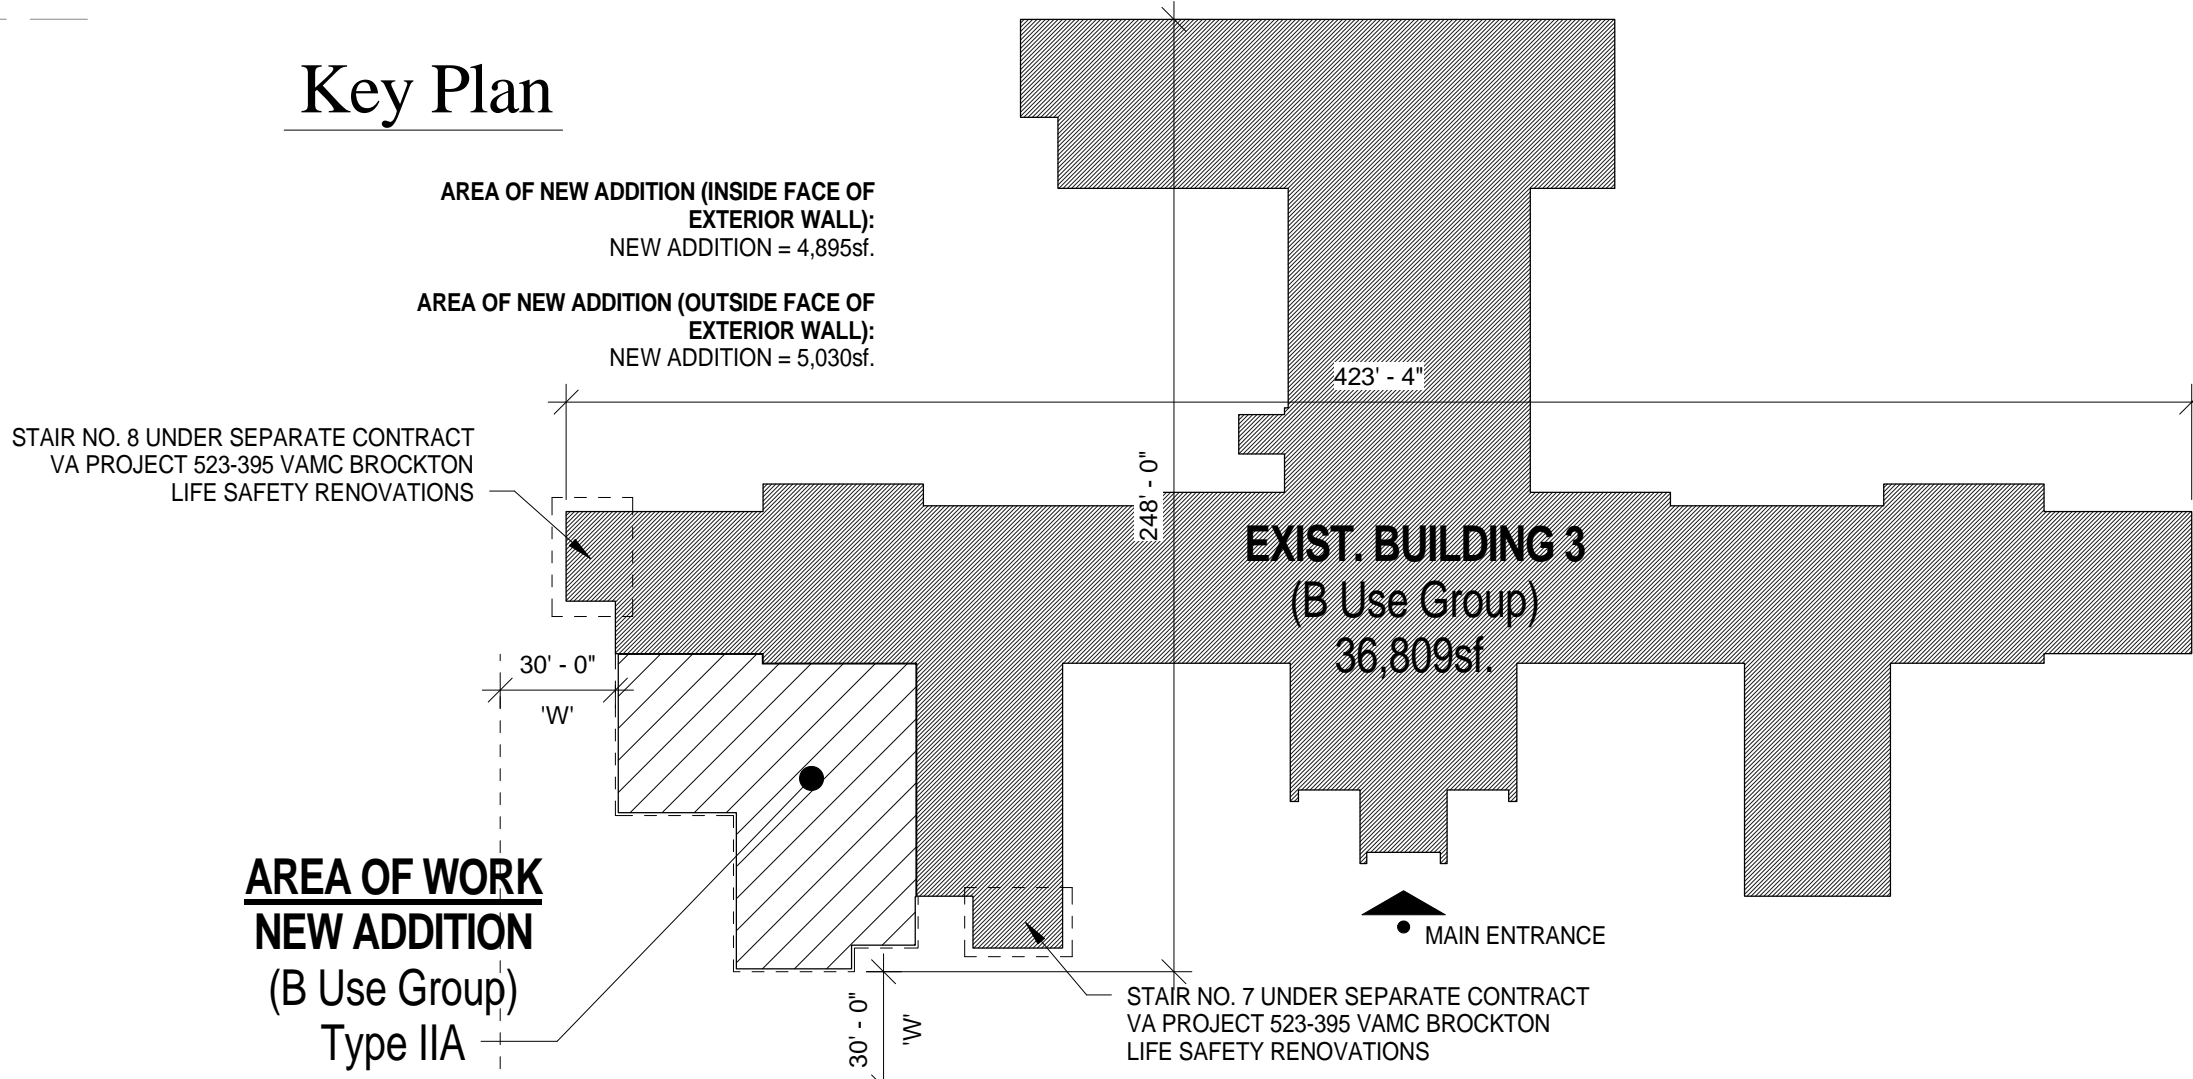 Key Plan
AREA OF NEW ADDITION (INSIDE FACE OF
EXTERIOR WALL):
NEW ADDITION = 4,895sf.
AREA OF NEW ADDITION (OUTSIDE FACE OF
EXTERIOR WALL):
NEW ADDITION = 5,030sf.
423' - 4"
STAIR NO. 8 UNDER SEPARATE CONTRACT
VA PROJECT 523-395 VAMC BROCKTON
LIFE SAFETY RENOVATIONS
248' - 0"
EXIST. BUILDING 3
(B Use Group)
36,809sf.
30' - 0"
'W'
AREA OF WORK
NEW ADDITION
(B Use Group)
Type IIA
MAIN ENTRANCE
30' - 0"
'W'
STAIR NO. 7 UNDER SEPARATE CONTRACT
VA PROJECT 523-395 VAMC BROCKTON
LIFE SAFETY RENOVATIONS